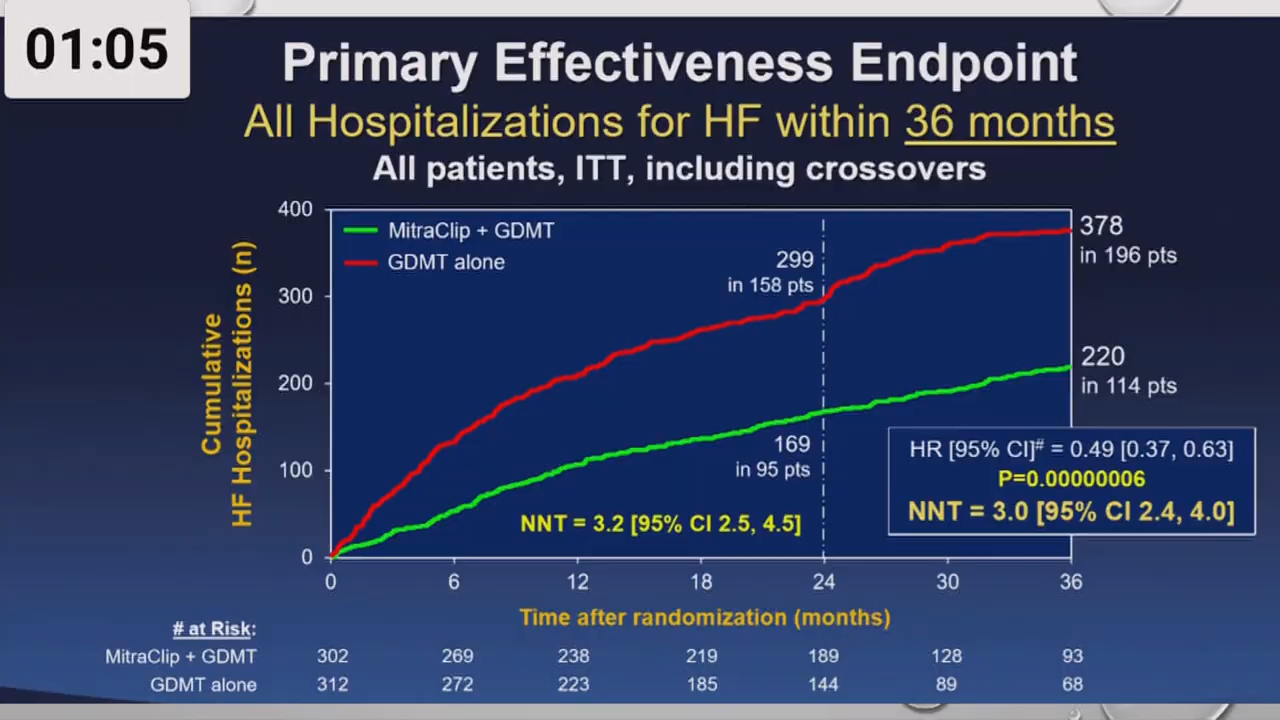 01:05
Primary Effectiveness Endpoint
All Hospitalizations for HF within 36 months
All patients, ITT, including crossovers
Cumulative
HF Hospitalizations (n)
400
300
200
100
0
MitraClip + GDMT
GDMT alone
299
in 158 pts
378
in 196 pts
220
in 114 pts
169
in 95 pts
NNT = 3.2 [95% CI 2.5, 4.5]
HR [95% CI]# = 0.49 [0.37, 0.63]
P=0.00000006
NNT = 3.0 [95% CI 2.4, 4.0]
0 6 12 18 24 30 36
Time after randomization (months)
# at Risk:
MitraClip + GDMT 302 269 238 219 189 128 93
GDMT alone 312 272 223 185 144 89 68